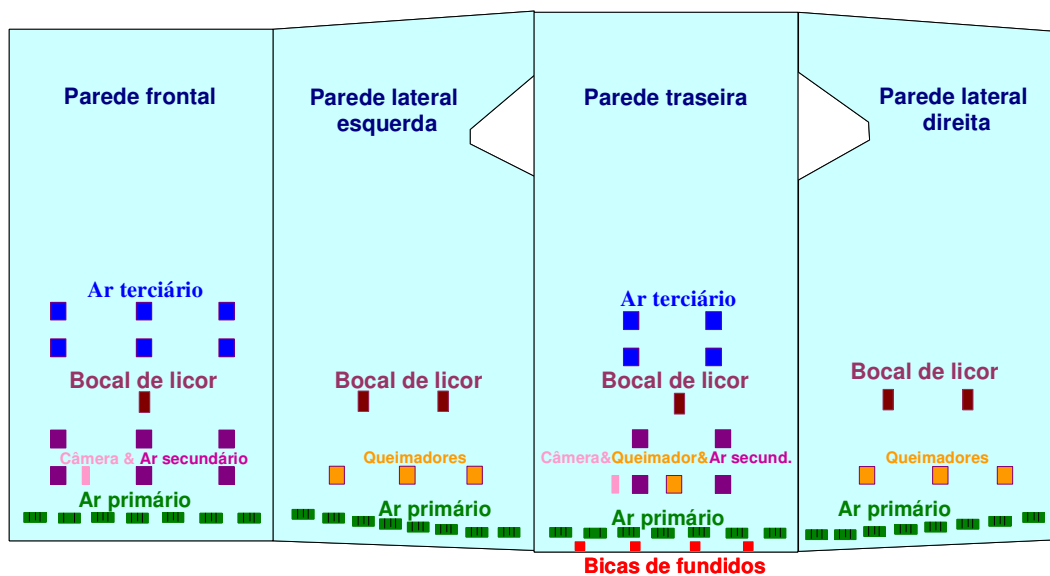 Parede frontal
Parede lateral
esquerda
Parede traseira
Parede lateral
direita
Ar terciário
Ar terciário
Bocal de licor
Bocal de licor
Bocal de licor
Bocal de licor
Câmera & Ar secundário
Queimadores
Câmera&Queimador&Ar secund.
Queimadores
Ar primário
Ar primário
Ar primário
Ar primário
Bicas de fundidos